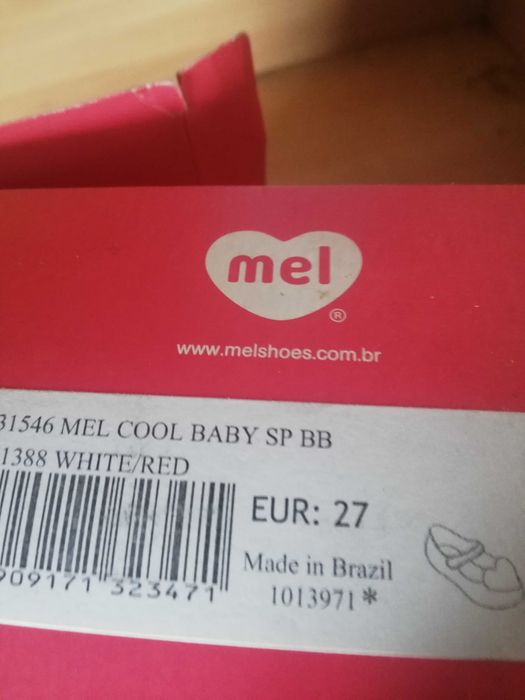 mel
®
www.melshoes.com.br
31546 MEL COOL BABY SP BB
1388 WHITE/RED
EUR: 27
Made in Brazil
909171 323471
1013971*